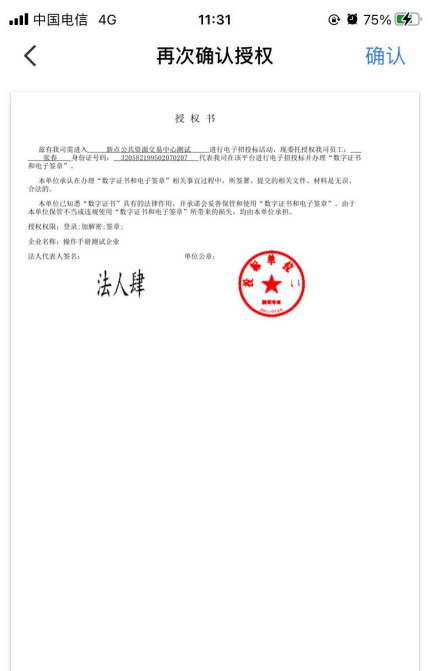 中国电信 4G 11:31 75%
再次确认授权 确认
授 权 书
兹有我司需进入 新点公共资源交易中心测试 进行电子招投标活动，现委托授权我司员工：
张春 身份证号码： 320582199502070207 代表我司在该平台进行电子招投标并办理“数字证书
和电子签章”。
本单位承认在办理“数字证书和电子签章”相关事宜过程中，所签署、提交的相关文件、材料是无误、
合法的。
本单位已知悉“数字证书”具有的法律作用，并承诺会妥善保管和使用“数字证书和电子签章”。由于
本单位保管不当或违规使用“数字证书和电子签章”所带来的损失，均由本单位承担。
授权权限：登录;加解密;签章;
企业名称：操作手册测试企业
法人代表人签名： 单位公章：
法人肆
投标单位